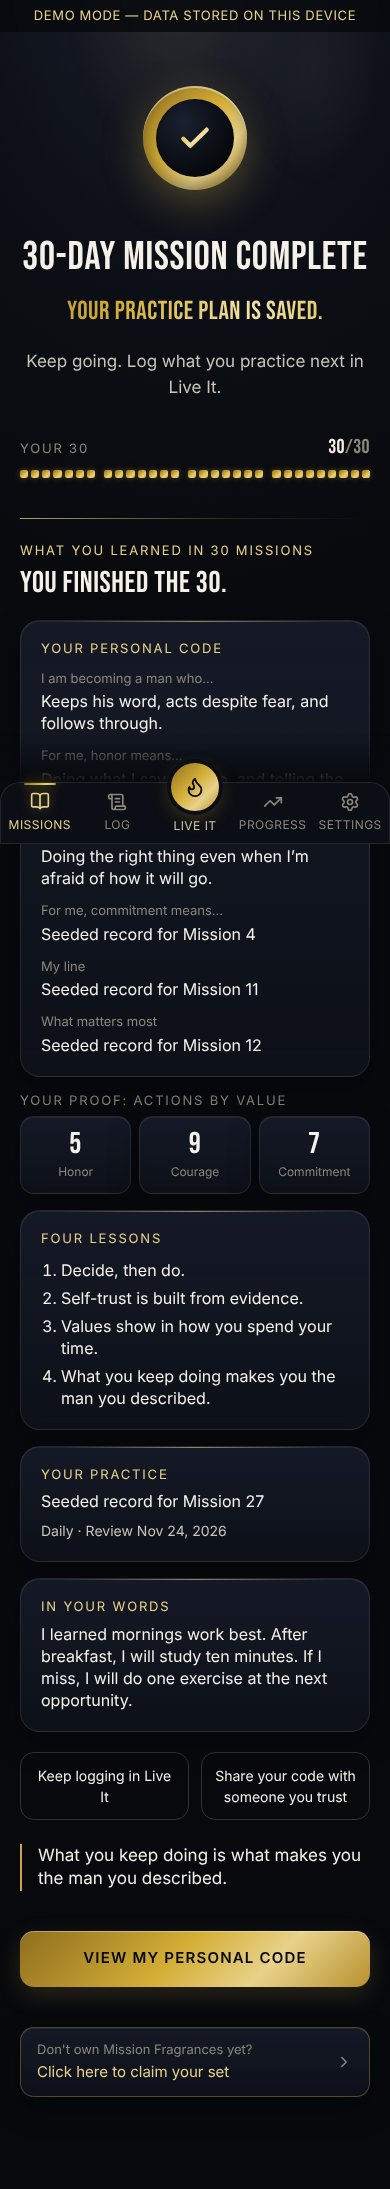 DEMO MODE — DATA STORED ON THIS DEVICE
30-DAY MISSION COMPLETE
YOUR PRACTICE PLAN IS SAVED.
Keep going. Log what you practice next in
Live It.
YOUR 30
30/30
WHAT YOU LEARNED IN 30 MISSIONS
YOU FINISHED THE 30.
YOUR PERSONAL CODE
I am becoming a man who...
Keeps his word, acts despite fear, and
follows through.
For me, honor means...
Doing what I say, and telling the
MISSIONS
LOG
LIVE IT
PROGRESS
SETTINGS
Doing the right thing even when I'm
afraid of how it will go.
For me, commitment means...
Seeded record for Mission 4
My line
Seeded record for Mission 11
What matters most
Seeded record for Mission 12
YOUR PROOF: ACTIONS BY VALUE
5
Honor
9
Courage
7
Commitment
FOUR LESSONS
1. Decide, then do.
2. Self-trust is built from evidence.
3. Values show in how you spend your
time.
4. What you keep doing makes you the
man you described.
YOUR PRACTICE
Seeded record for Mission 27
Daily · Review Nov 24, 2026
IN YOUR WORDS
I learned mornings work best. After
breakfast, I will study ten minutes. If I
miss, I will do one exercise at the next
opportunity.
Keep logging in Live
It
Share your code with
someone you trust
What you keep doing is what makes you
the man you described.
VIEW MY PERSONAL CODE
Don't own Mission Fragrances yet?
Click here to claim your set